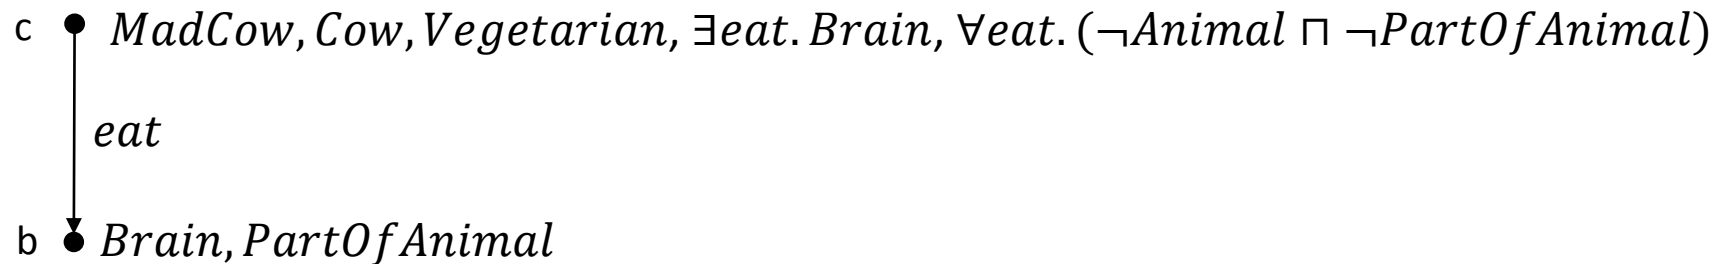 c MadCow, Cow, Vegetarian, ∃eat. Brain, ∀eat. (¬Animal ⊓ ¬PartOfAnimal)
eat
b Brain, PartOfAnimal